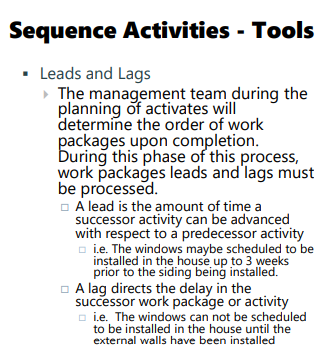 Sequence Activities - Tools
Leads and Lags
The management team during the
planning of activates will
determine the order of work
packages upon completion.
During this phase of this process,
work packages leads and lags must
be processed.
A lead is the amount of time a
successor activity can be advanced
with respect to a predecessor activity
i.e. The windows maybe scheduled to be
installed in the house up to 3 weeks
prior to the siding being installed.
A lag directs the delay in the
successor work package or activity
i.e. The windows can not be scheduled
to be installed in the house until the
external walls have been installed